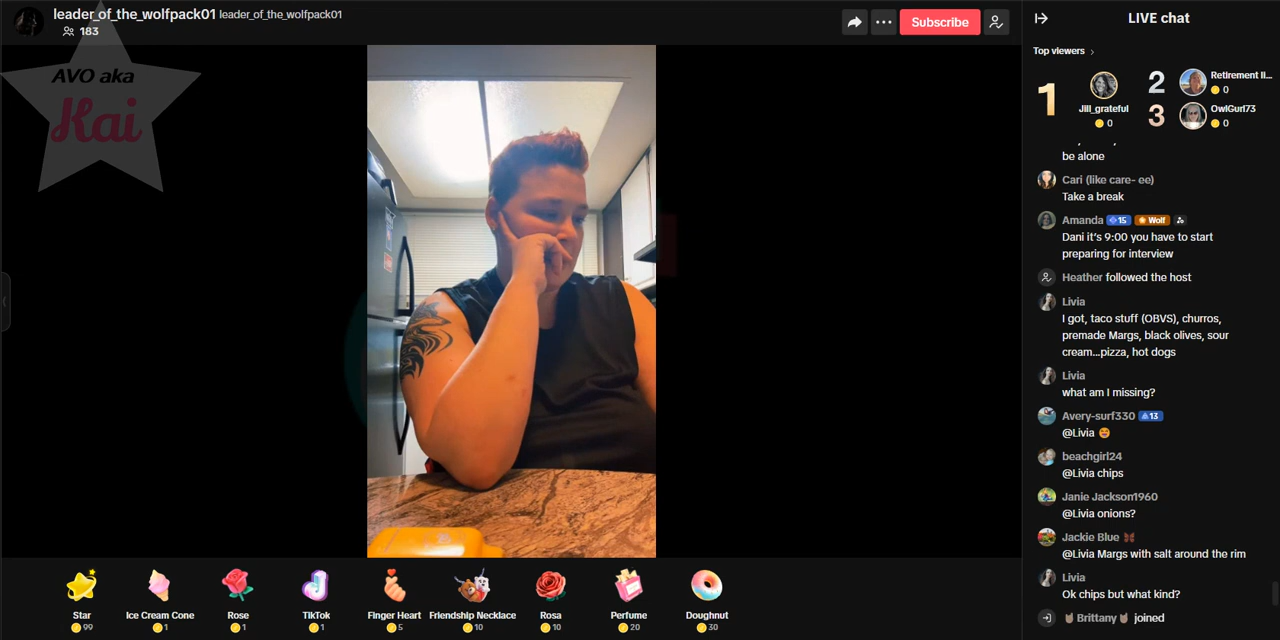 leader_of_the_wolfpack01 leader_of_the_wolfpack01
183
Subscribe
AVO aka
Kai
LIVE chat
Top viewers
1
Jill_grateful
0
2
Retirement li...
0
3
OwlGurl73
0
be alone
Cari (like care- ee)
Take a break
Amanda 15 Wolf
Dani it's 9:00 you have to start
preparing for interview
Heather followed the host
Livia
I got, taco stuff (OBVS), churros,
premade Margs, black olives, sour
cream...pizza, hot dogs
Livia
what am I missing?
Avery-surf330 13
@Livia
beachgirl24
@Livia chips
Janie Jackson1960
@Livia onions?
Jackie Blue
@Livia Margs with salt around the rim
Livia
Ok chips but what kind?
Brittany joined
Star
99
Ice Cream Cone
1
Rose
1
TikTok
1
Finger Heart
5
Friendship Necklace
10
Rosa
10
Perfume
20
Doughnut
30